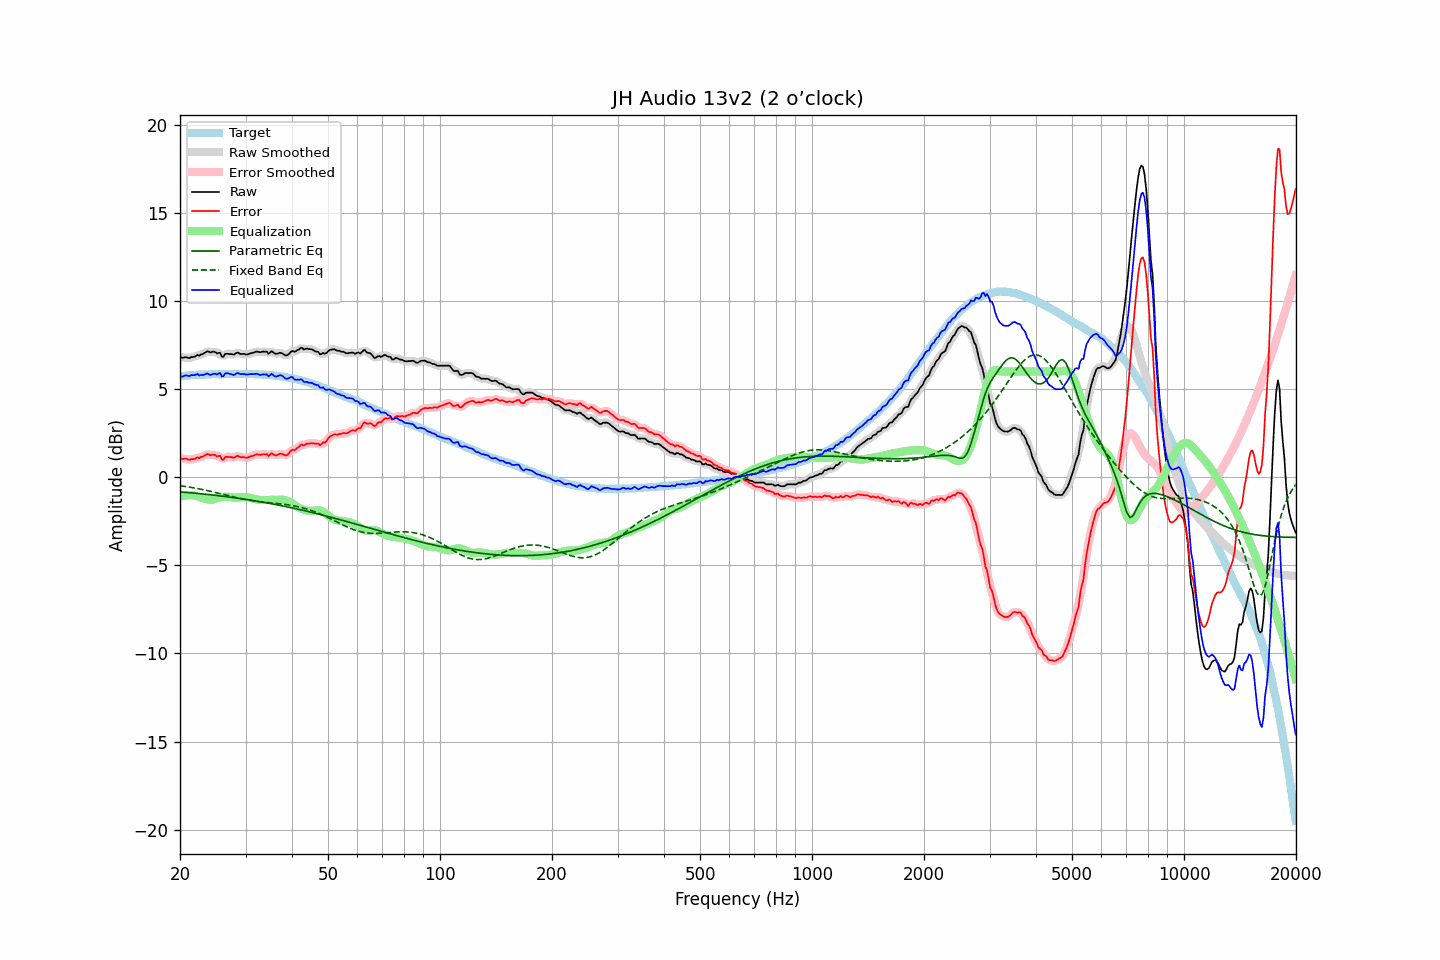 JH Audio 13v2 (2 o’clock)
Target
Raw Smoothed
Error Smoothed
Raw
Error
Equalization
Parametric Eq
Fixed Band Eq
Equalized
Amplitude (dBr)
20
15
10
5
0
−5
−10
−15
−20
20 50 100 200 500 1000 2000 5000 10000 20000
Frequency (Hz)